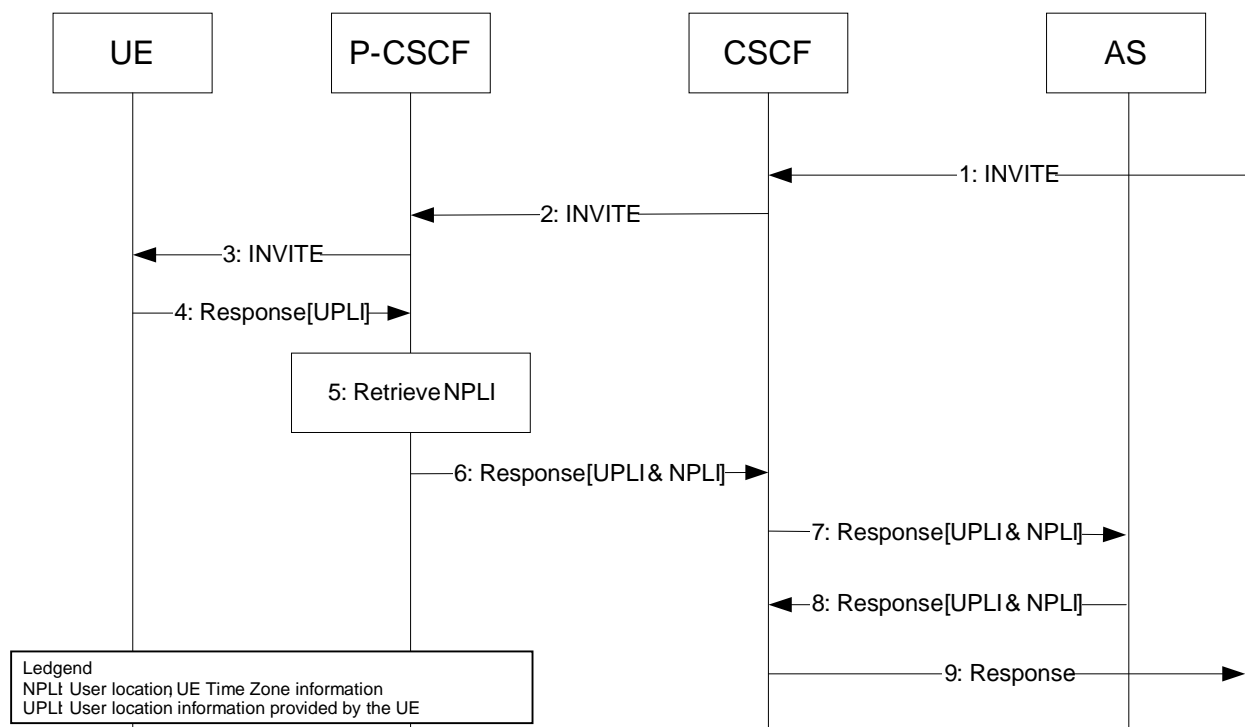 UE
P-CSCF
CSCF
AS
1: INVITE
2: INVITE
3: INVITE
4: Response[UPLI]
5: Retrieve NPLI
6: Response[UPLI & NPLI]
7: Response[UPLI & NPLI]
8: Response[UPLI & NPLI]
9: Response
Ledgend
NPLI: User location, UE Time Zone information
UPLI: User location information provided by the UE